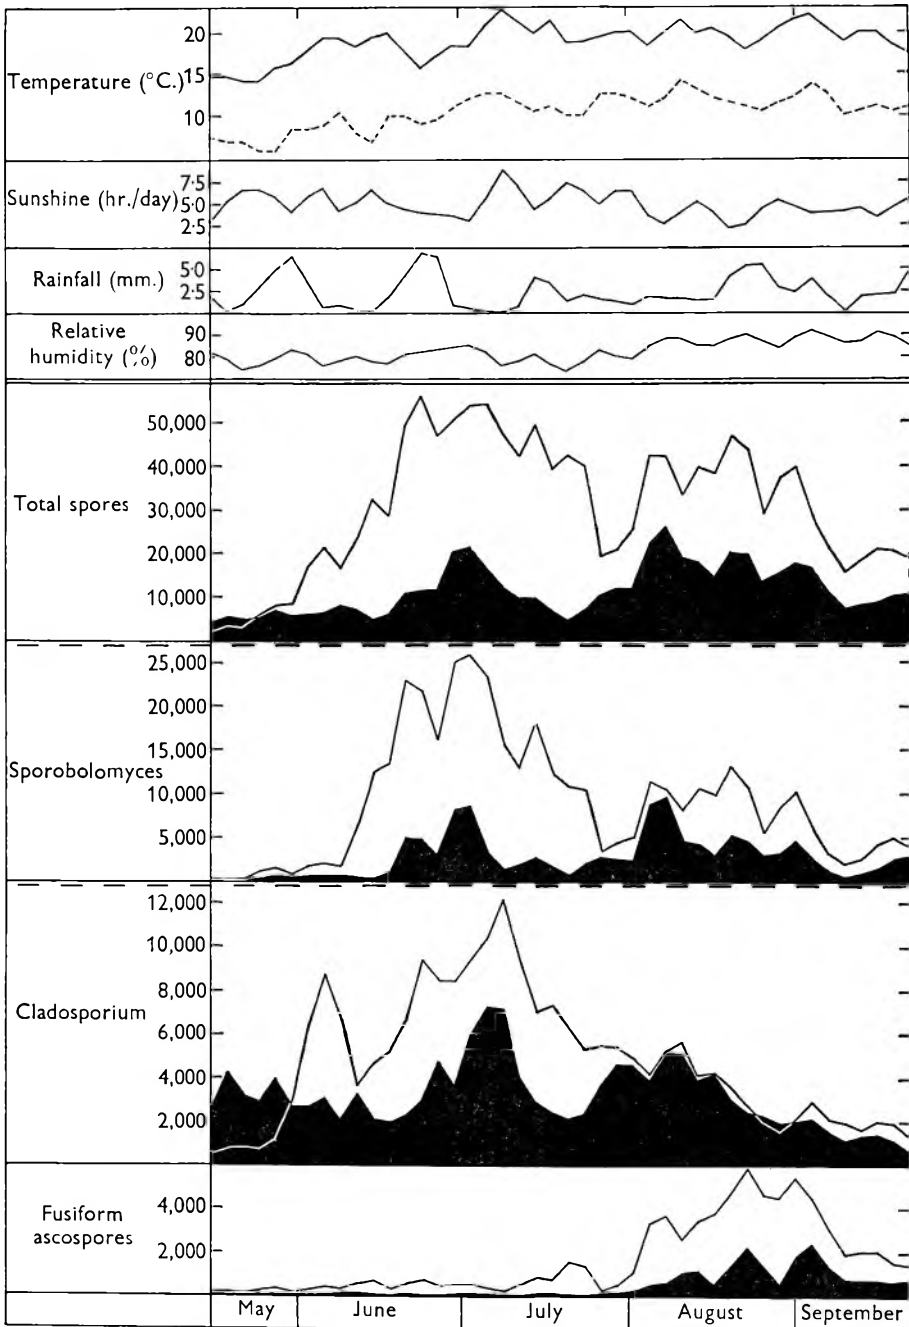 20
Temperature (°C.) 15
10
7·5
Sunshine (hr./day) 5·0
2·5
Rainfall (mm.) 5·0
2·5
Relative 90
humidity (%) 80
50,000
40,000
Total spores 30,000
20,000
10,000
25,000
20,000
15,000
Sporobolomyces
10,000
5,000
12,000
10,000
8,000
Cladosporium
6,000
4,000
2,000
Fusiform 4,000
ascospores
2,000
May June July August September